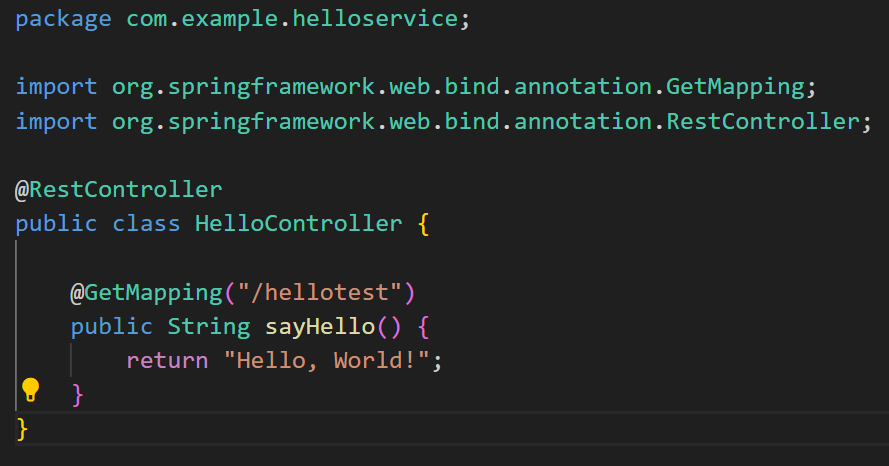 package com.example.helloservice;
import org.springframework.web.bind.annotation.GetMapping;
import org.springframework.web.bind.annotation.RestController;
@RestController
public class HelloController {
@GetMapping("/hellotest")
public String sayHello() {
return "Hello, World!";
}
}